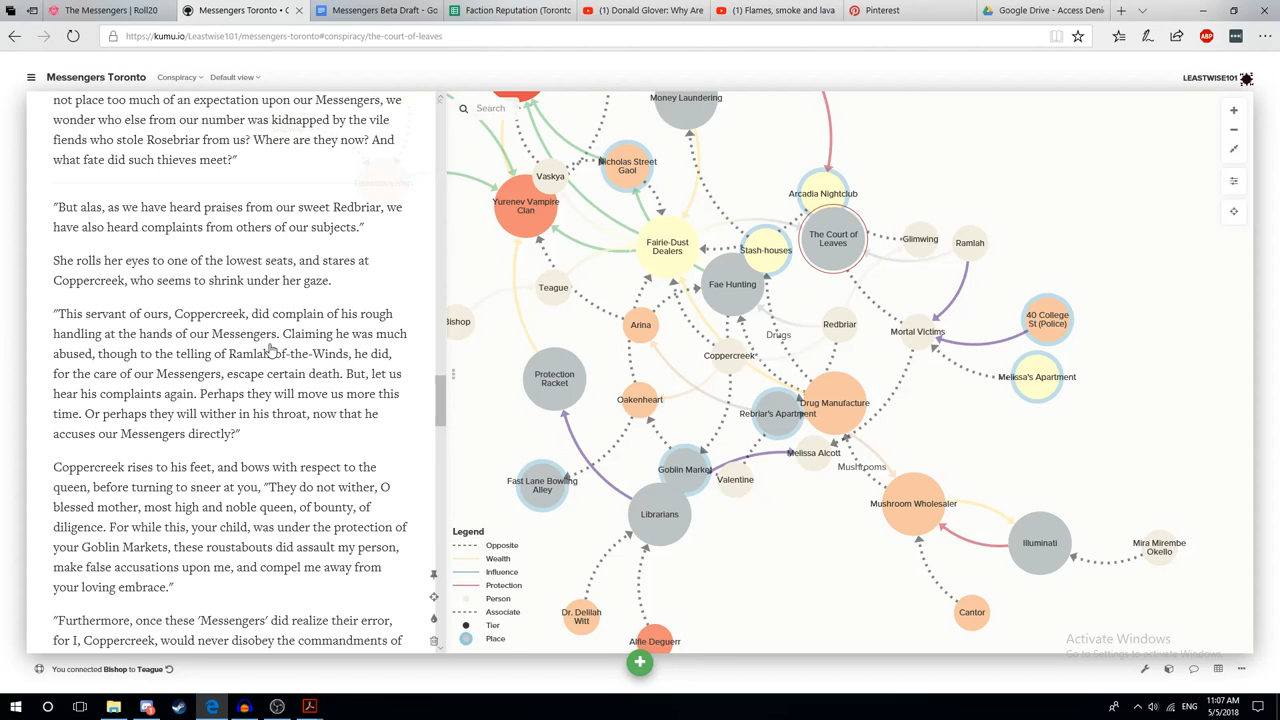 The Messengers | Roll20
Messengers Toronto • C
Messengers Beta Draft - Go
Faction Reputation (Toront
(1) Donald Glover: Why Are
(1) Flames, smoke and lava
Pinterest
Google Drive - Access Deni
https://kumu.io/Leastwise101/messengers-toronto#conspiracy/the-court-of-leaves
ABP
Messengers Toronto
Conspiracy
Default view
LEASTWISE101
not place too much of an expectation upon our Messengers, we
wonder who else from our number was kidnapped by the vile
fiends who stole Rosebriar from us? Where are they now? And
what fate did such thieves meet?"
"But alas, as we have heard praises from our sweet Redbriar, we
have also heard complaints from others of our subjects."
She rolls her eyes to one of the lowest seats, and stares at
Coppercreek, who seems to shrink under her gaze.
"This servant of ours, Coppercreek, did complain of his rough
handling at the hands of our Messengers. Claiming he was much
abused, though to the telling of Ramlah-of-the-Winds, he did,
for the care of our Messengers, escape certain death. But, let us
hear his complaints again. Perhaps they will move us more this
time. Or perhaps they will wither in his throat, now that he
accuses our Messengers directly?"
Coppercreek rises to his feet, and bows with respect to the
queen, before turning to sneer at you, "They do not wither, O
blessed mother, most high and noble queen, of bounty, of
diligence. For while this, your child, was under the protection of
your Goblin Markets, these roustabouts did assault my person,
make false accusations upon me, and compel me away from
your loving embrace."
"Furthermore, once these 'Messengers' did realize their error,
for I, Coppercreek, would never disobey the commandments of
Search
Money Laundering
Nicholas Street
Gaol
Vaskya
Yurenev Vampire
Clan
Arcadia Nightclub
The Court of
Leaves
Glimwing
Ramlah
Fairie-Dust
Dealers
Stash-houses
Fae Hunting
Teague
Bishop
Arina
Drugs
Redbriar
Mortal Victims
40 College
St (Police)
Coppercreek
Melissa's Apartment
Protection
Racket
Oakenheart
Rebriar's Apartment
Drug Manufacture
Melissa Alcott
Mushrooms
Goblin Market
Valentine
Fast Lane Bowling
Alley
Librarians
Mushroom Wholesaler
Illuminati
Mira Mirembe
Okello
Dr. Delilah
Witt
Cantor
Alfie Deguerr
Legend
Opposite
Wealth
Influence
Protection
Person
Associate
Tier
Place
Activate Windows
Go to Settings to activate Windows.
You connected Bishop to Teague
ENG
11:07 AM
5/5/2018